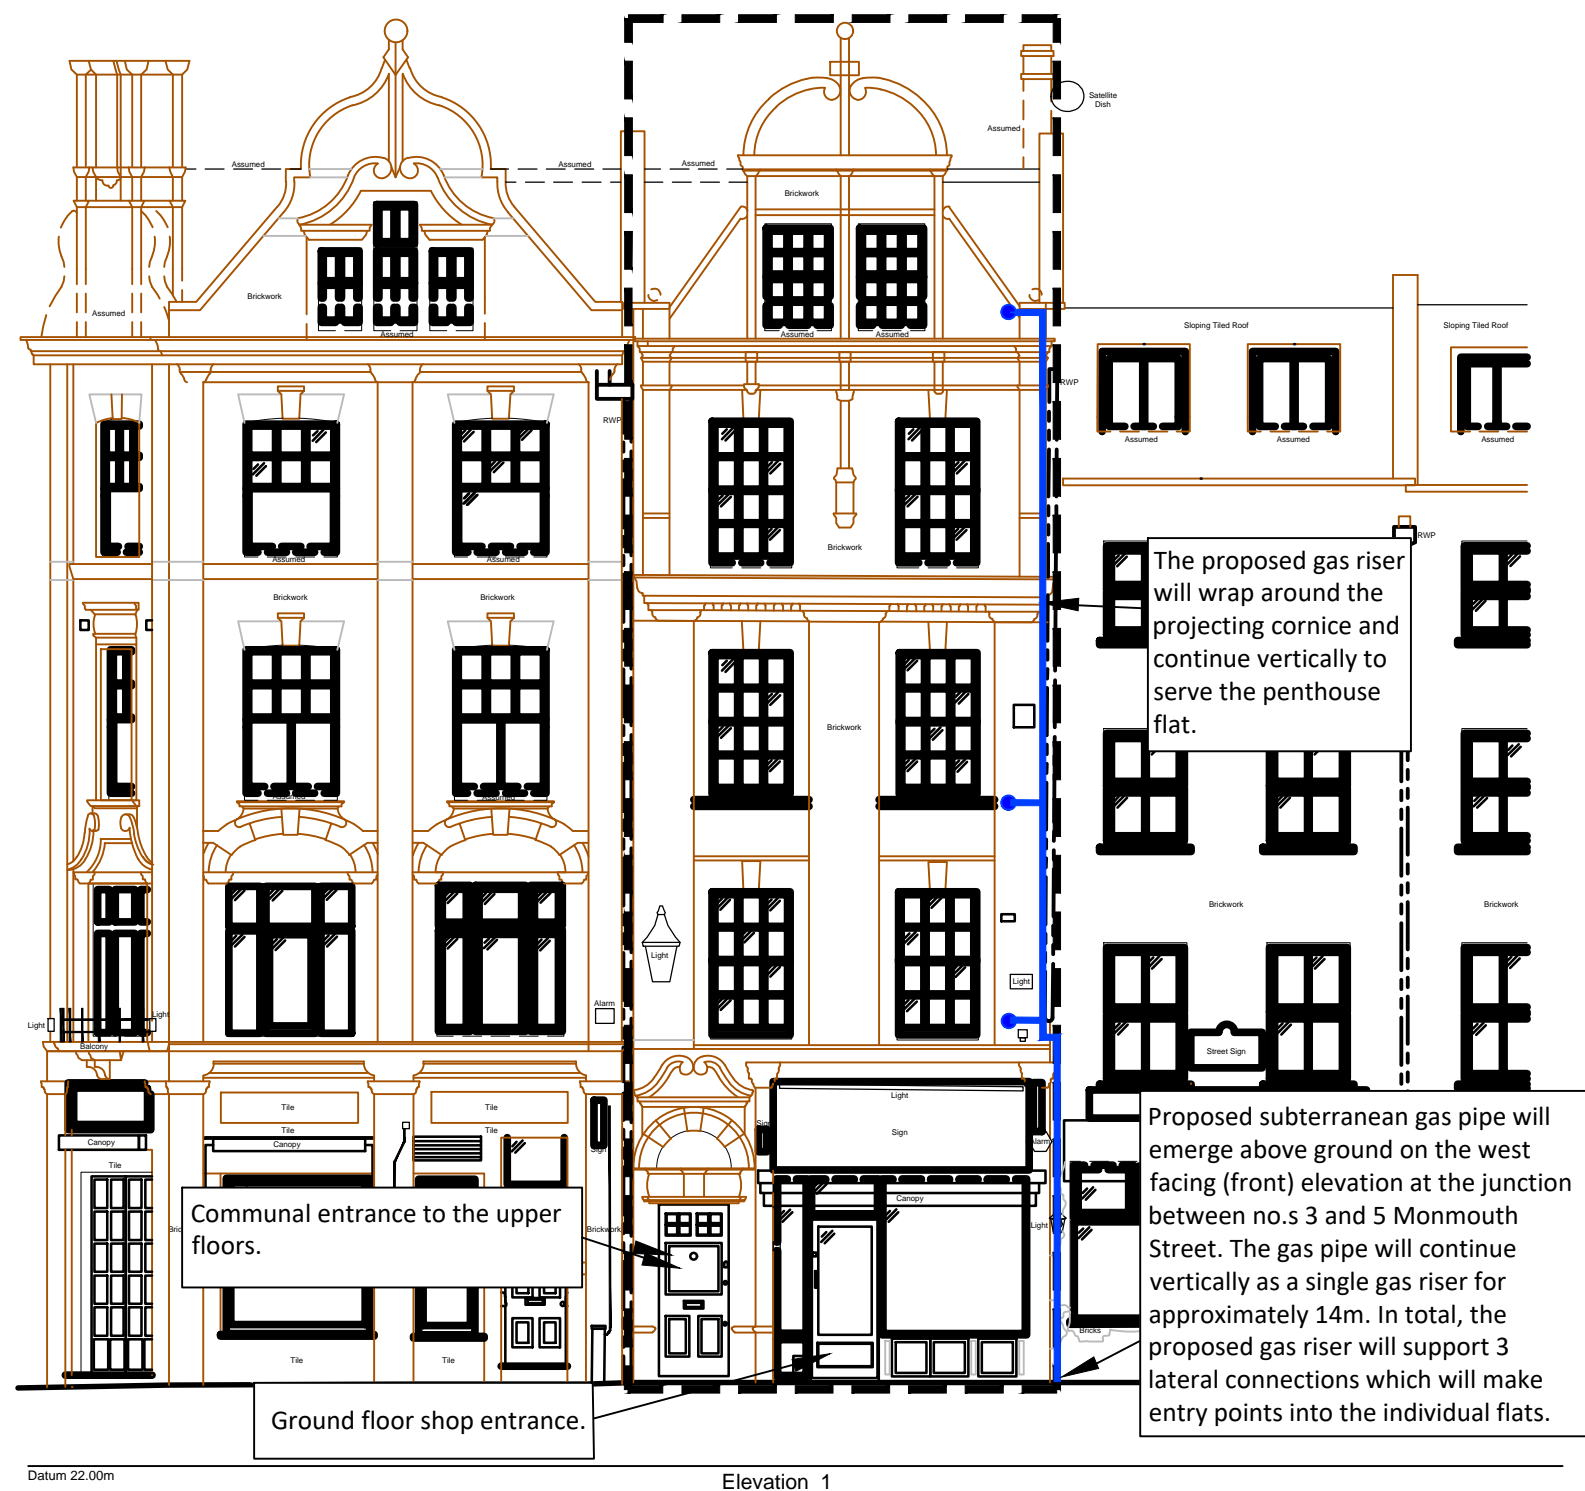 Satellite
Dish
Assumed
Assumed
Assumed
Assumed
Brickwork
Brickwork
Assumed
Assumed
Assumed
Assumed
Sloping Tiled Roof
Sloping Tiled Roof
RWP
RWP
Assumed
Assumed
Assumed
RWP
Brickwork
Assumed
Assumed
Brickwork
Brickwork
The proposed gas riser
will wrap around the
projecting cornice and
continue vertically to
serve the penthouse
flat.
Brickwork
Assumed
Assumed
Brickwork
Brickwork
Light
Light
Alarm
Light
Light
Balcony
Street Sign
Light
Tile
Tile
Tile
Tile
Canopy
Canopy
Tile
Sign
Sign
Sign
Alarm
Canopy
Light
Brickwork
Communal entrance to the upper
floors.
Proposed subterranean gas pipe will
emerge above ground on the west
facing (front) elevation at the junction
between no.s 3 and 5 Monmouth
Street. The gas pipe will continue
vertically as a single gas riser for
approximately 14m. In total, the
proposed gas riser will support 3
lateral connections which will make
entry points into the individual flats.
Bricks
Tile
Tile
Ground floor shop entrance.
Datum 22.00m
Elevation 1